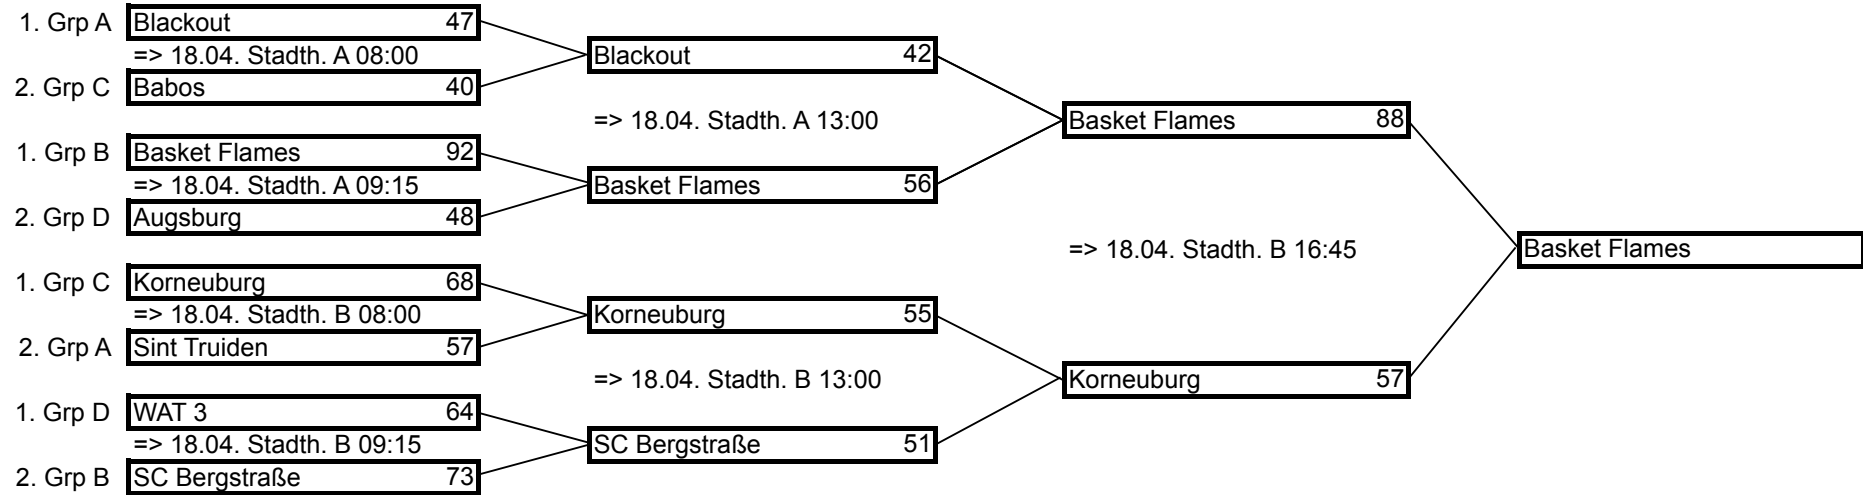 1. Grp A Blackout 47
=> 18.04. Stadth. A 08:00
2. Grp C Babos 40
1. Grp B Basket Flames 92
=> 18.04. Stadth. A 09:15
2. Grp D Augsburg 48
1. Grp C Korneuburg 68
=> 18.04. Stadth. B 08:00
2. Grp A Sint Truiden 57
1. Grp D WAT 3 64
=> 18.04. Stadth. B 09:15
2. Grp B SC Bergstraße 73
Blackout 42
=> 18.04. Stadth. A 13:00
Basket Flames 56
Korneuburg 55
=> 18.04. Stadth. B 13:00
SC Bergstraße 51
Basket Flames 88
=> 18.04. Stadth. B 16:45
Korneuburg 57
Basket Flames